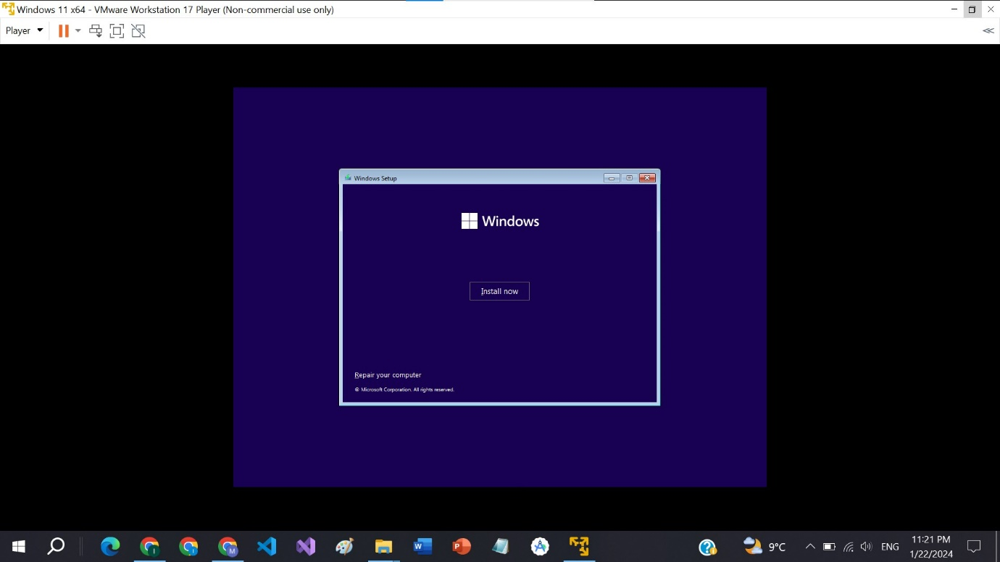 Windows 11 x64 - VMware Workstation 17 Player (Non-commercial use only)
Player
Windows Setup
Windows
Install now
Repair your computer
© Microsoft Corporation. All rights reserved.
9°C
ENG
11:21 PM
1/22/2024